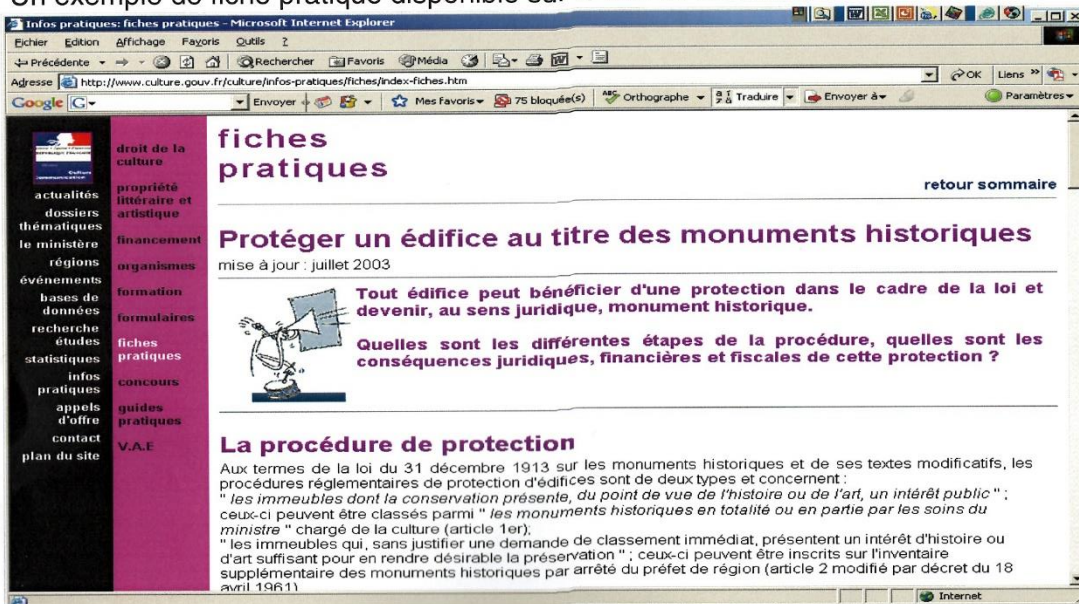 Un exemple de fiche pratique disponible su
Infos pratiques: fiches pratiques - Microsoft Internet Explorer
Fichier Edition Affichage Favoris Outils ?
Précédente Rechercher Favoris Média
Adresse http://www.culture.gouv.fr/culture/infos-pratiques/fiches/index-fiches.htm OK Liens »
Google G Envoyer Mes favoris 75 bloquée(s) Orthographe Traduire Envoyer à Paramètres
Culture
actualités
dossiers
thématiques
le ministère
régions
événements
bases de
données
recherche
études
statistiques
infos
pratiques
appels
d'offre
contact
plan du site
droit de la
culture
propriété
littéraire et
artistique
financement
organismes
formation
formulaires
fiches
pratiques
concours
guides
pratiques
V.A.E
fiches
pratiques
retour sommaire
Protéger un édifice au titre des monuments historiques
mise à jour : juillet 2003
Tout édifice peut bénéficier d'une protection dans le cadre de la loi et
devenir, au sens juridique, monument historique.
Quelles sont les différentes étapes de la procédure, quelles sont les
conséquences juridiques, financières et fiscales de cette protection ?
La procédure de protection
Aux termes de la loi du 31 décembre 1913 sur les monuments historiques et de ses textes modificatifs, les
procédures réglementaires de protection d'édifices sont de deux types et concernent :
" les immeubles dont la conservation présente, du point de vue de l'histoire ou de l'art, un intérêt public " ;
ceux-ci peuvent être classés parmi " les monuments historiques en totalité ou en partie par les soins du
ministre " chargé de la culture (article 1er);
" les immeubles qui, sans justifier une demande de classement immédiat, présentent un intérêt d'histoire ou
d'art suffisant pour en rendre désirable la préservation " ; ceux-ci peuvent être inscrits sur l'inventaire
supplémentaire des monuments historiques par arrêté du préfet de région (article 2 modifié par décret du 18
avril 1961)
Internet